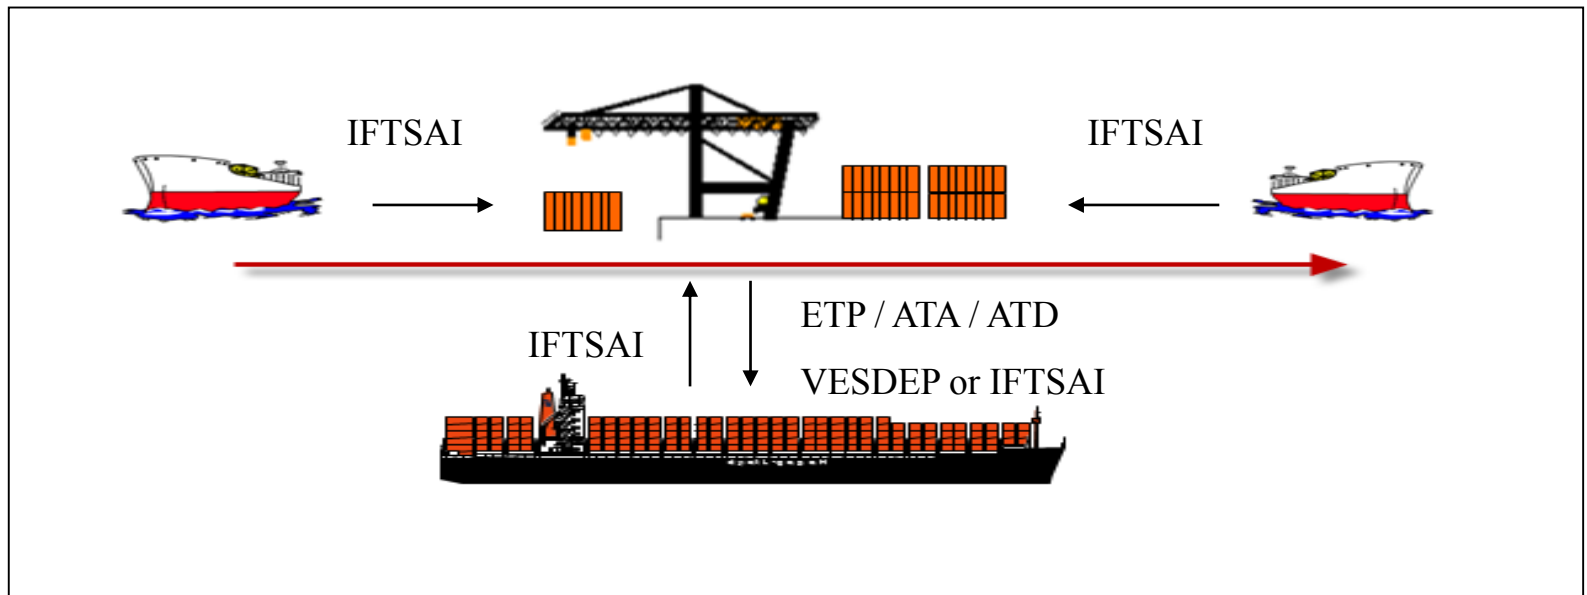 IFTSAI
IFTSAI
ETP / ATA / ATD
IFTSAI
VESDEP or IFTSAI